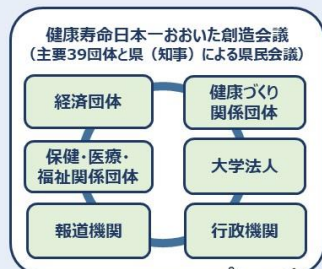 健康寿命日本一おおいた創造会議
（主要39団体と県（知事）による県民会議）
経済団体
健康づくり
関係団体
保健・医療・
福祉関係団体
大学法人
報道機関
行政機関